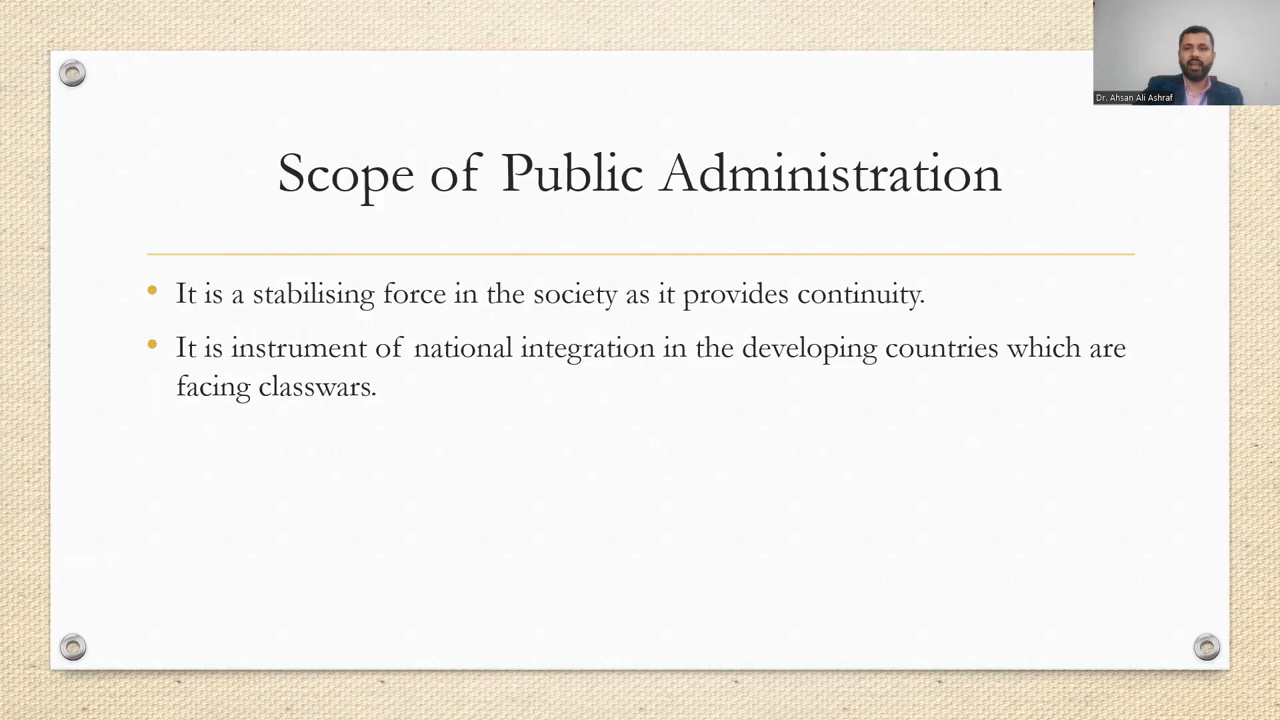 Dr. Ahsan Ali Ashraf
Scope of Public Administration
• It is a stabilising force in the society as it provides continuity.
• It is instrument of national integration in the developing countries which are
facing classwars.